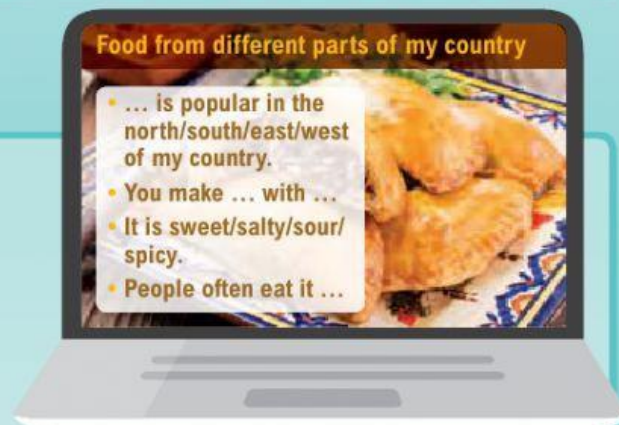 Food from different parts of my country
• ... is popular in the
north/south/east/west
of my country.
• You make ... with ...
• It is sweet/salty/sour/
spicy.
• People often eat it ...